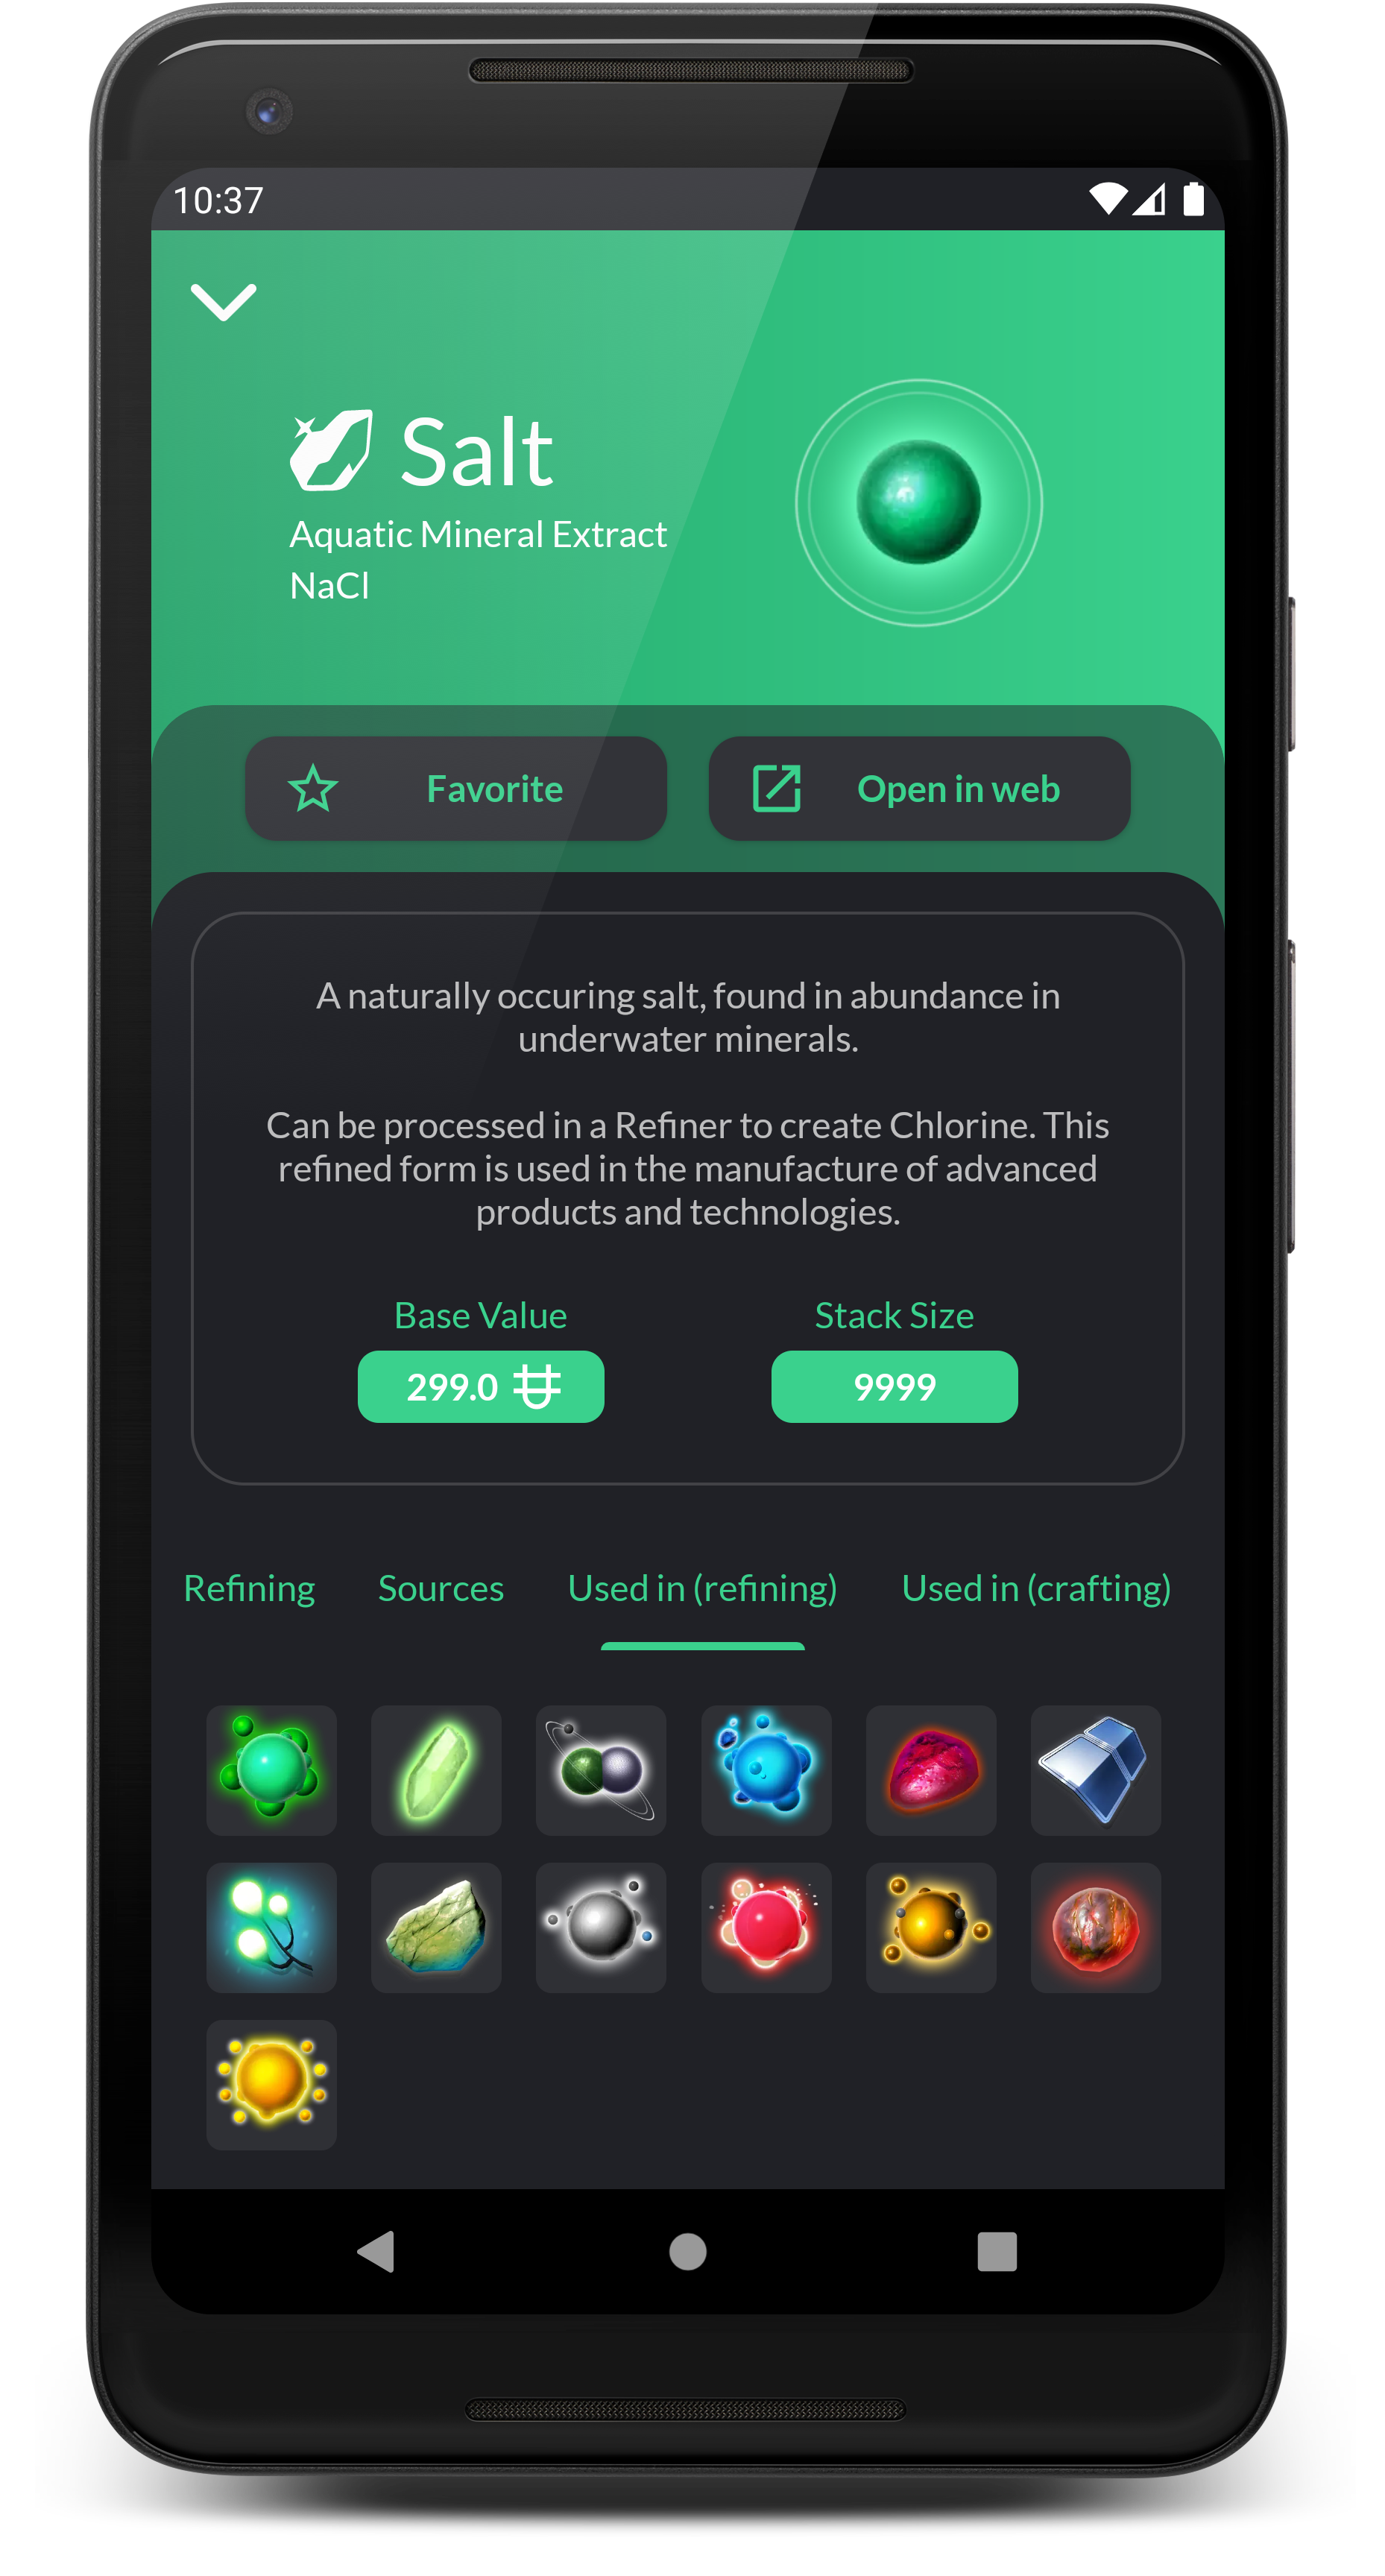 10:37
Salt
Aquatic Mineral Extract
NaCl
Favorite
Open in web
A naturally occuring salt, found in abundance in
underwater minerals.
Can be processed in a Refiner to create Chlorine. This
refined form is used in the manufacture of advanced
products and technologies.
Base Value
Stack Size
299.0
9999
Refining
Sources
Used in (refining)
Used in (crafting)